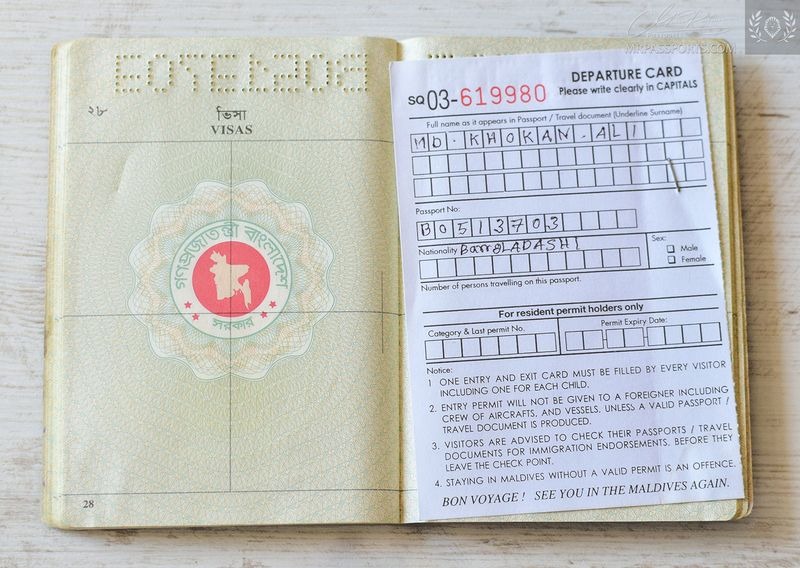 MRPASSPORTS.COM
২৮
ভিসা
VISAS
গণপ্রজাতন্ত্রী বাংলাদেশ
সরকার
28
DEPARTURE CARD
SQ 03-619980
Please write clearly in CAPITALS
Full name as it appears in Passport / Travel document (Underline Surname)
MD. KHOKAN. ALI
Passport No:
B0513703
Nationality BanglADASHI
Sex:
Male
Female
Number of persons travelling on this passport.
For resident permit holders only
Category & Last permit No.
Permit Expiry Date:
Notice:
1 ONE ENTRY AND EXIT CARD MUST BE FILLED BY EVERY VISITOR
INCLUDING ONE FOR EACH CHILD.
2. ENTRY PERMIT WILL NOT BE GIVEN TO A FOREIGNER INCLUDING
CREW OF AIRCRAFTS, AND VESSELS, UNLESS A VALID PASSPORT /
TRAVEL DOCUMENT IS PRODUCED.
3. VISITORS ARE ADVISED TO CHECK THEIR PASSPORTS / TRAVEL
DOCUMENTS FOR IMMIGRATION ENDORSEMENTS. BEFORE THEY
LEAVE THE CHECK POINT.
4. STAYING IN MALDIVES WITHOUT A VALID PERMIT IS AN OFFENCE.
BON VOYAGE ! SEE YOU IN THE MALDIVES AGAIN.